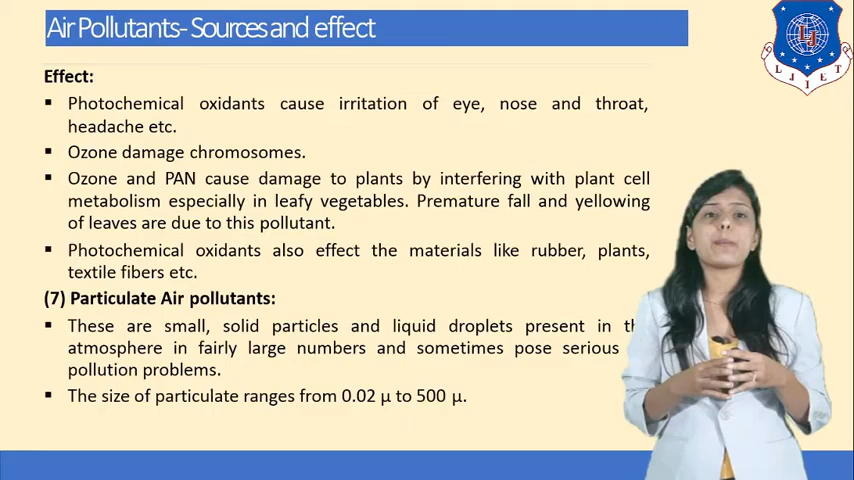 Air Pollutants- Sources and effect
LJIET
Effect:
▪ Photochemical oxidants cause irritation of eye, nose and throat,
headache etc.
▪ Ozone damage chromosomes.
▪ Ozone and PAN cause damage to plants by interfering with plant cell
metabolism especially in leafy vegetables. Premature fall and yellowing
of leaves are due to this pollutant.
▪ Photochemical oxidants also effect the materials like rubber, plants,
textile fibers etc.
(7) Particulate Air pollutants:
▪ These are small, solid particles and liquid droplets present in
atmosphere in fairly large numbers and sometimes pose serious
pollution problems.
▪ The size of particulate ranges from 0.02 µ to 500 µ.